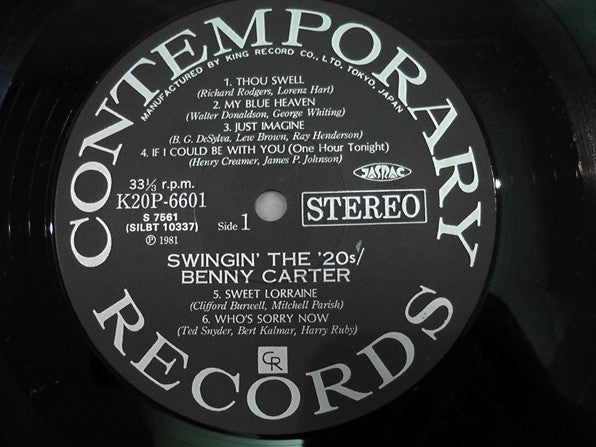 CONTEMPORARY
MANUFACTURED BY KING RECORD CO., LTD. TOKYO, JAPAN
1. THOU SWELL
(Richard Rodgers, Lorenz Hart)
2. MY BLUE HEAVEN
(Walter Donaldson, George Whiting)
3. JUST IMAGINE
(B. G. DeSylva, Lew Brown, Ray Henderson)
4. IF I COULD BE WITH YOU (One Hour Tonight)
(Henry Creamer, James P. Johnson)
33⅓ r.p.m.
JASRAC
K20P-6601
S 7561
(SILBT 10337)
Side 1
STEREO
Ⓟ 1981
SWINGIN' THE '20s/
BENNY CARTER
5. SWEET LORRAINE
(Clifford Burwell, Mitchell Parish)
6. WHO'S SORRY NOW
(Ted Snyder, Bert Kalmar, Harry Ruby)
CR
RECORDS